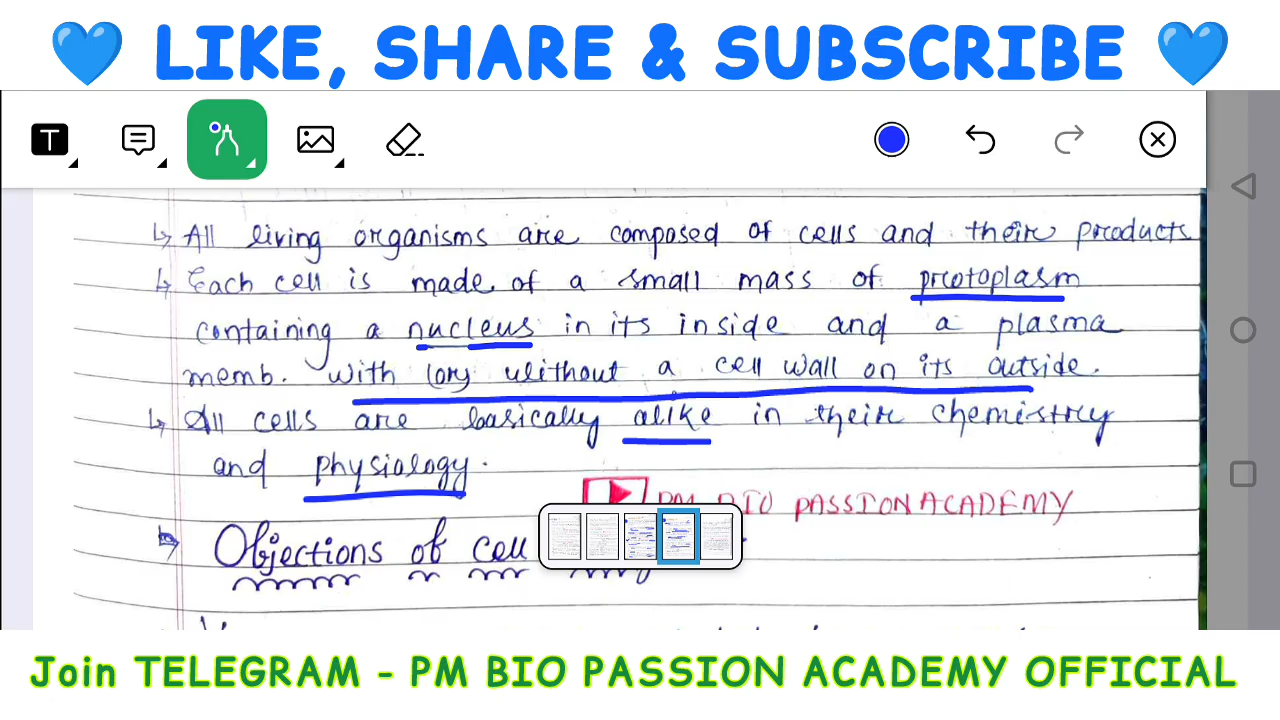 💙 LIKE, SHARE & SUBSCRIBE 💙
T
↳ All living organisms are composed of cells and their products
↳ Each cell is made of a small mass of protoplasm
containing a nucleus in its inside and a plasma
memb. with (or) without a cell wall on its outside.
↳ All cells are basically alike in their chemistry
and physiology.
PM BIO PASSION ACADEMY
Objections of cell
Join TELEGRAM - PM BIO PASSION ACADEMY OFFICIAL